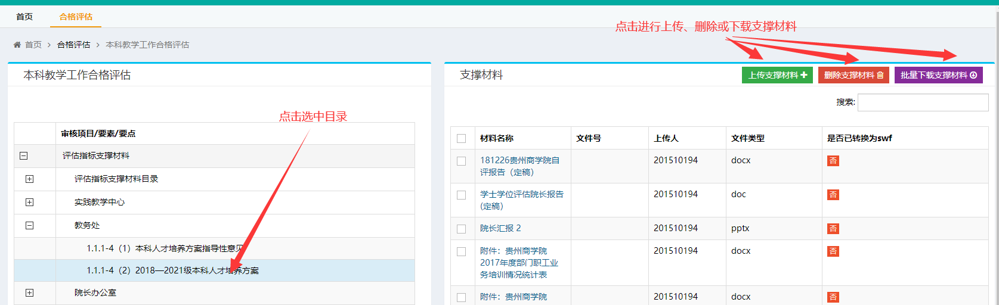 首页 合格评估
点击进行上传、删除或下载支撑材料
首页 > 合格评估 > 本科教学工作合格评估
本科教学工作合格评估
点击选中目录
审核项目/要素/要点
评估指标支撑材料
评估指标支撑材料目录
实践教学中心
教务处
1.1.1-4（1）本科人才培养方案指导性意见
1.1.1-4（2）2018—2021级本科人才培养方案
院长办公室
支撑材料
上传支撑材料 删除支撑材料 批量下载支撑材料
搜索:
材料名称 文件号 上传人 文件类型 是否已转换为swf
181226贵州商学院自
评报告（定稿） 201510194 docx 否
学士学位评估院长报告
(定稿） 201510194 doc 否
院长汇报 2 201510194 pptx 否
附件：贵州商学院
2017年度部门职工业
务培训情况统计表 201510194 docx 否
附件：贵州商学院 201510194 docx 否